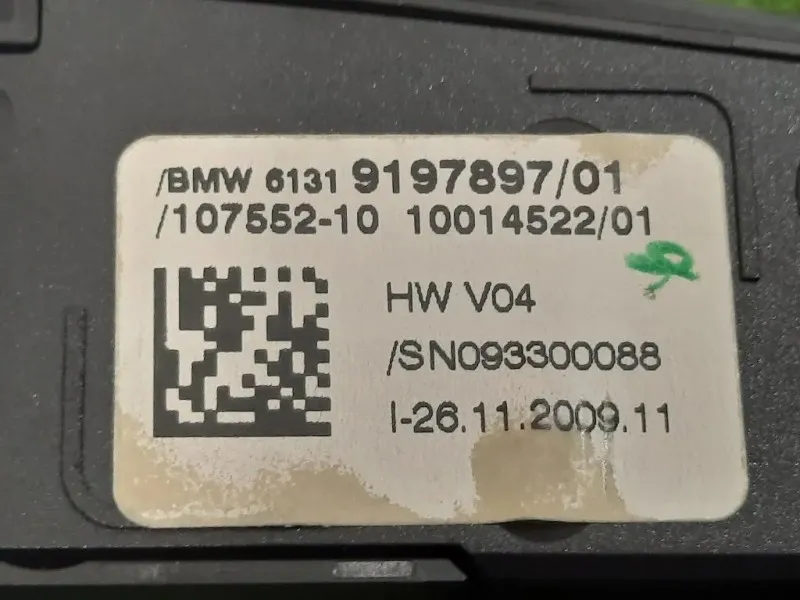 /BMW 6131 9197897/01
/107552-10 10014522/01
HW V04
/SN093300088
I-26.11.2009.11